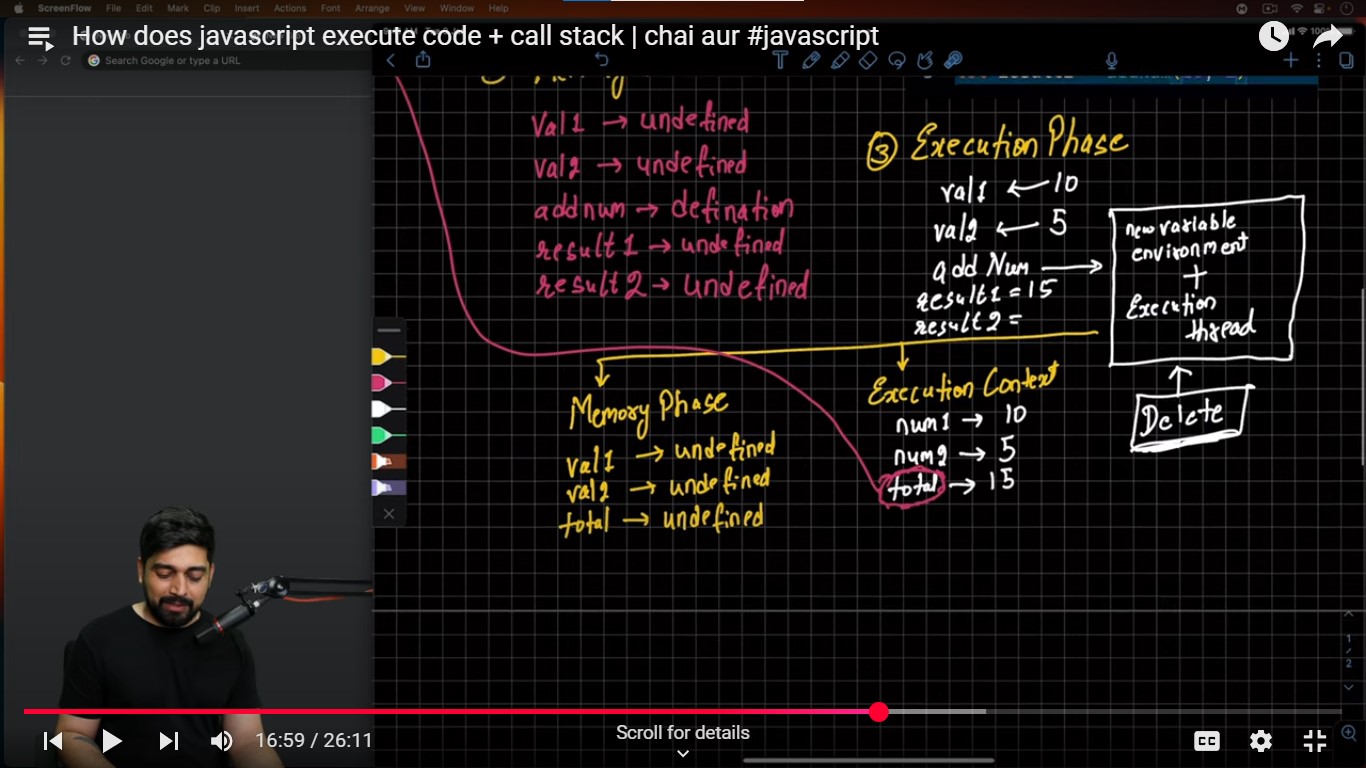 ScreenFlow File Edit Mark Clip Insert Actions Font Arrange View Window Help
How does javascript execute code + call stack | chai aur #javascript
Search Google or type a URL
Memory
val1 → undefined
val2 → undefined
addnum → defination
result1 → undefined
result2 → undefined
3 Execution Phase
val1 ← 10
val2 ← 5
add Num →
result1 = 15
result2 =
new variable
environment
+
Execution
thread
Delete
Memory Phase
val1 → undefined
val2 → undefined
total → undefined
Execution Context
num1 → 10
num2 → 5
total → 15
1
/
2
16:59 / 26:11
Scroll for details
CC